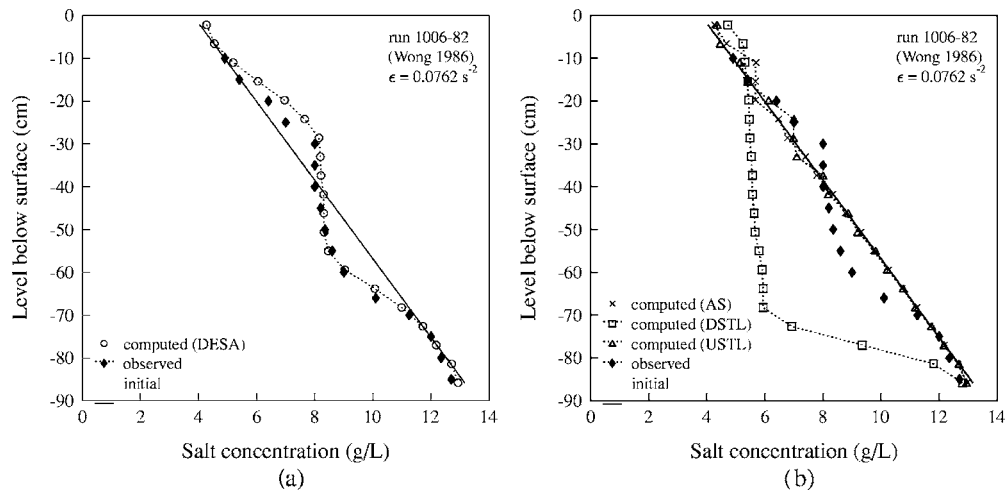 run 1006-82
(Wong 1986)
ϵ = 0.0762 s⁻²
0
-10
-20
-30
-40
-50
-60
-70
-80
-90
Level below surface (cm)
computed (DESA)
observed
initial
0 2 4 6 8 10 12 14
Salt concentration (g/L)
(a)
run 1006-82
(Wong 1986)
ϵ = 0.0762 s⁻²
0
-10
-20
-30
-40
-50
-60
-70
-80
-90
Level below surface (cm)
computed (AS)
computed (DSTL)
computed (USTL)
observed
initial
0 2 4 6 8 10 12 14
Salt concentration (g/L)
(b)